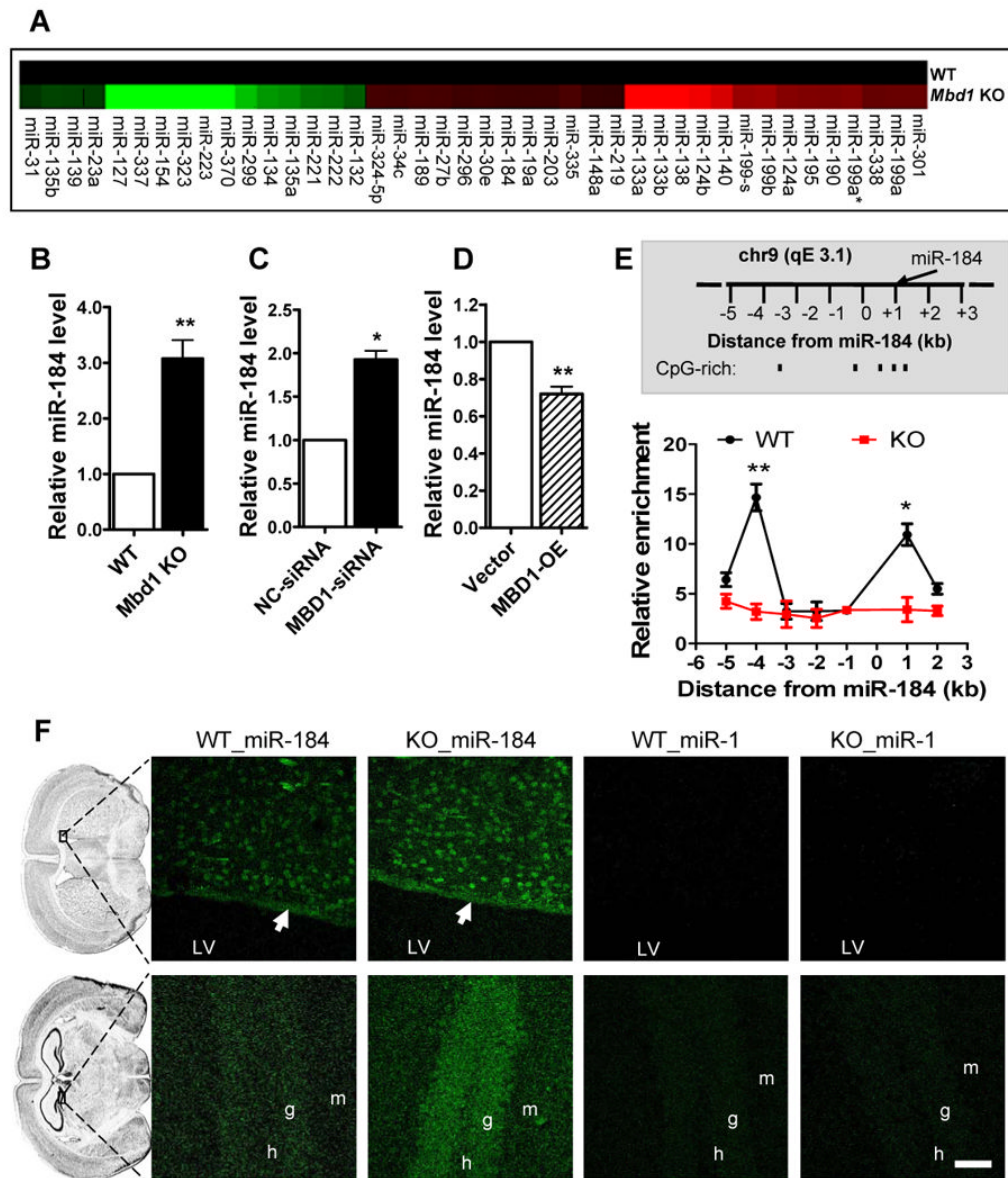 A
WT
Mbd1 KO
miR-31
miR-135b
miR-139
miR-23a
miR-127
miR-337
miR-154
miR-323
miR-223
miR-370
miR-299
miR-134
miR-135a
miR-221
miR-222
miR-132
miR-324-5p
miR-34c
miR-189
miR-27b
miR-296
miR-30e
miR-184
miR-19a
miR-203
miR-335
miR-148a
miR-219
miR-133a
miR-133b
miR-138
miR-124b
miR-140
miR-199-s
miR-199b
miR-124a
miR-195
miR-190
miR-199a*
miR-338
miR-199a
miR-301
B
Relative miR-184 level
4.0
3.0
2.0
1.0
0.0
**
WT
Mbd1 KO
C
Relative miR-184 level
2.5
2.0
1.5
1.0
0.5
0.0
*
NC-siRNA
MBD1-siRNA
D
Relative miR-184 level
1.2
1.0
0.8
0.6
0.4
0.2
0.0
**
Vector
MBD1-OE
E
chr9 (qE 3.1)
miR-184
-5 -4 -3 -2 -1 0 +1 +2 +3
Distance from miR-184 (kb)
CpG-rich:
WT KO
Relative enrichment
20
15
10
5
0
**
*
-6 -5 -4 -3 -2 -1 0 1 2 3
Distance from miR-184 (kb)
F
WT_miR-184 KO_miR-184 WT_miR-1 KO_miR-1
LV LV LV LV
g m h
g m h
m g h
m g h